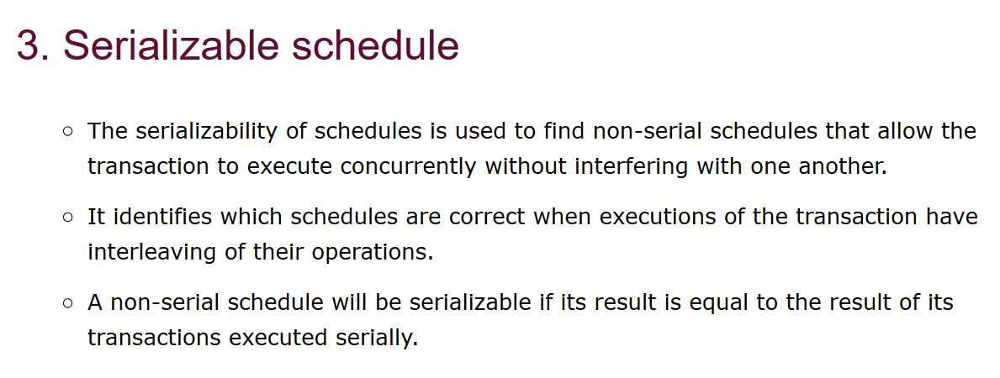 3. Serializable schedule
○ The serializability of schedules is used to find non-serial schedules that allow the
transaction to execute concurrently without interfering with one another.
○ It identifies which schedules are correct when executions of the transaction have
interleaving of their operations.
○ A non-serial schedule will be serializable if its result is equal to the result of its
transactions executed serially.